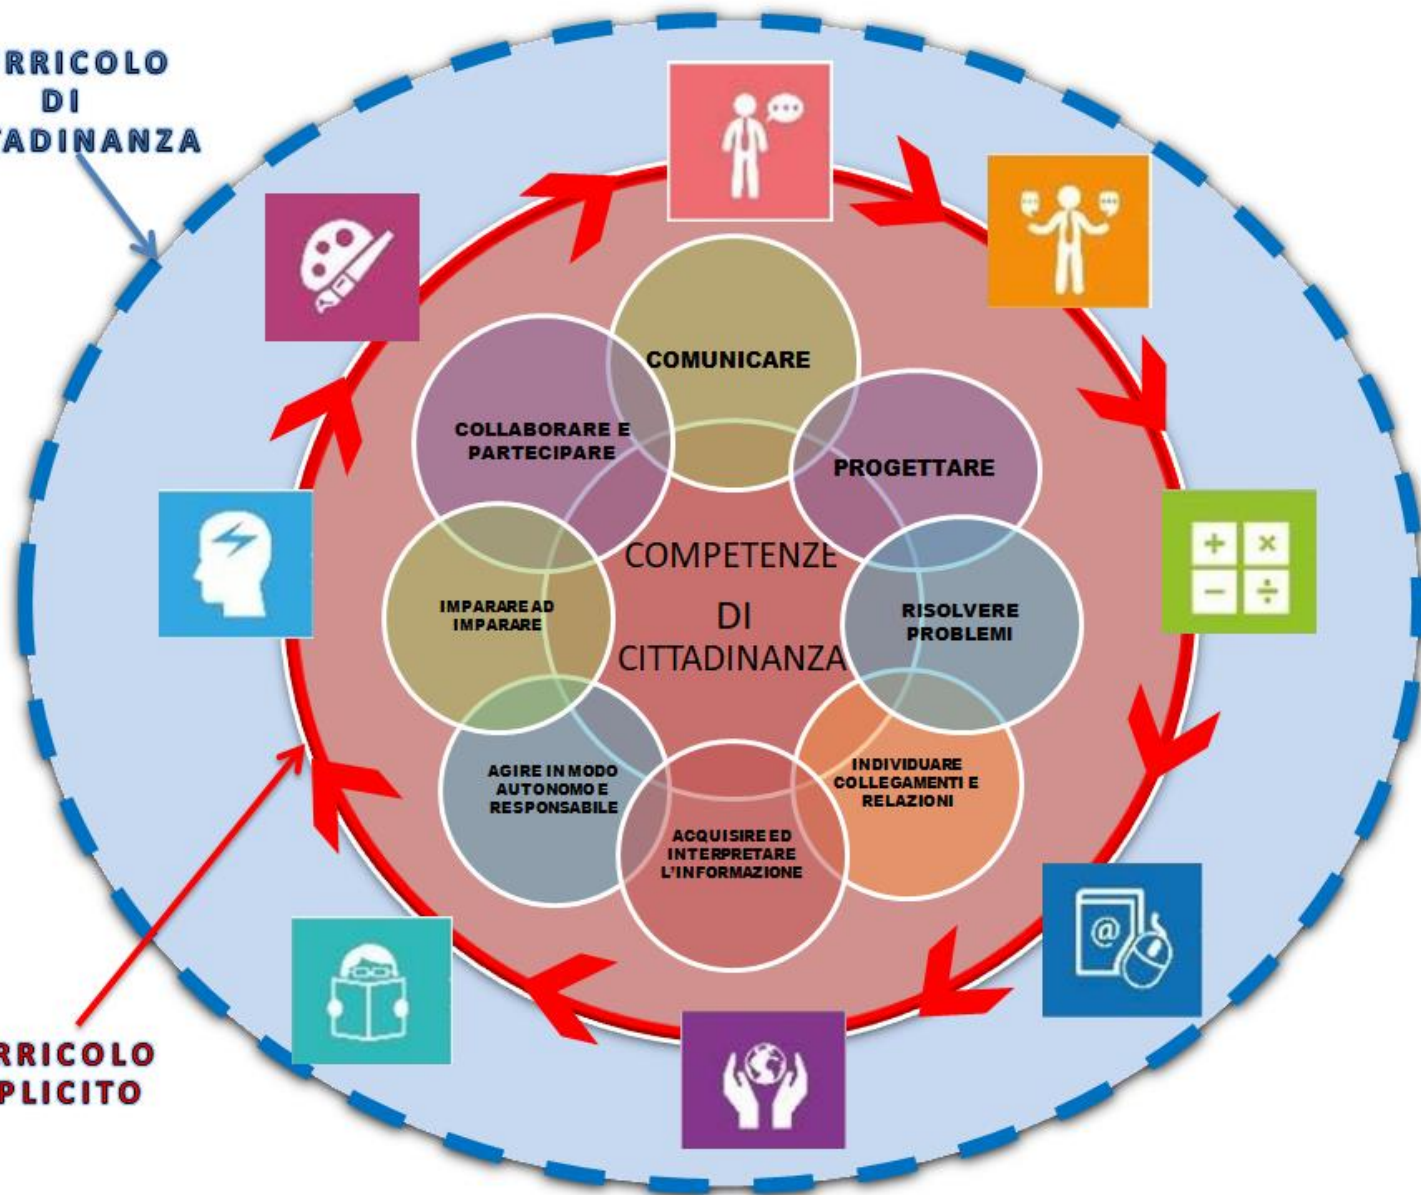 RRICOLO
DI
TADINANZA
COMUNICARE
COLLABORARE E
PARTECIPARE
PROGETTARE
COMPETENZE
DI
CITTADINANZA
IMPARARE AD
IMPARARE
RISOLVERE
PROBLEMI
AGIRE IN MODO
AUTONOMO E
RESPONSABILE
INDIVIDUARE
COLLEGAMENTI E
RELAZIONI
ACQUISIRE ED
INTERPRETARE
L'INFORMAZIONE
@
RRICOLO
PLICITO